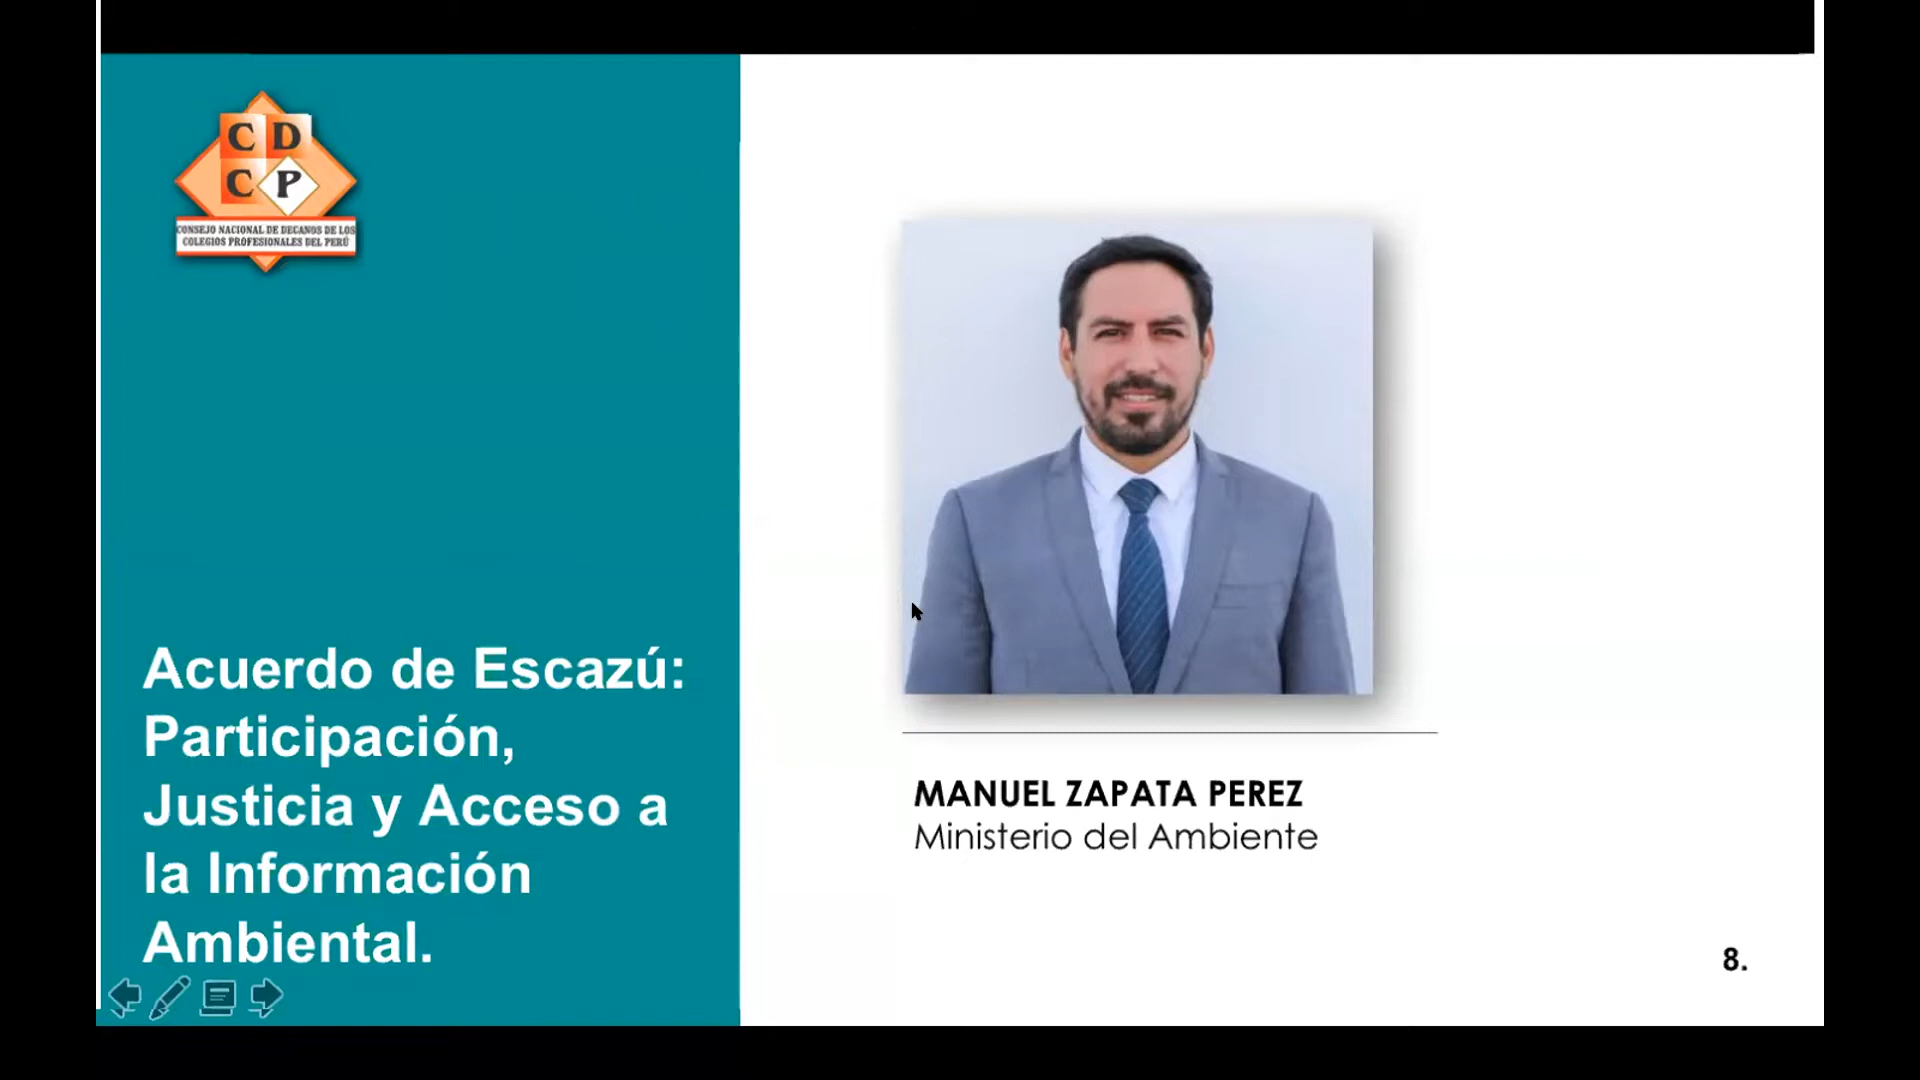 C D
C P
CONSEJO NACIONAL DE DECANOS DE LOS
COLEGIOS PROFESIONALES DEL PERÚ
Acuerdo de Escazú:
Participación,
Justicia y Acceso a
la Información
Ambiental.
MANUEL ZAPATA PEREZ
Ministerio del Ambiente
8.